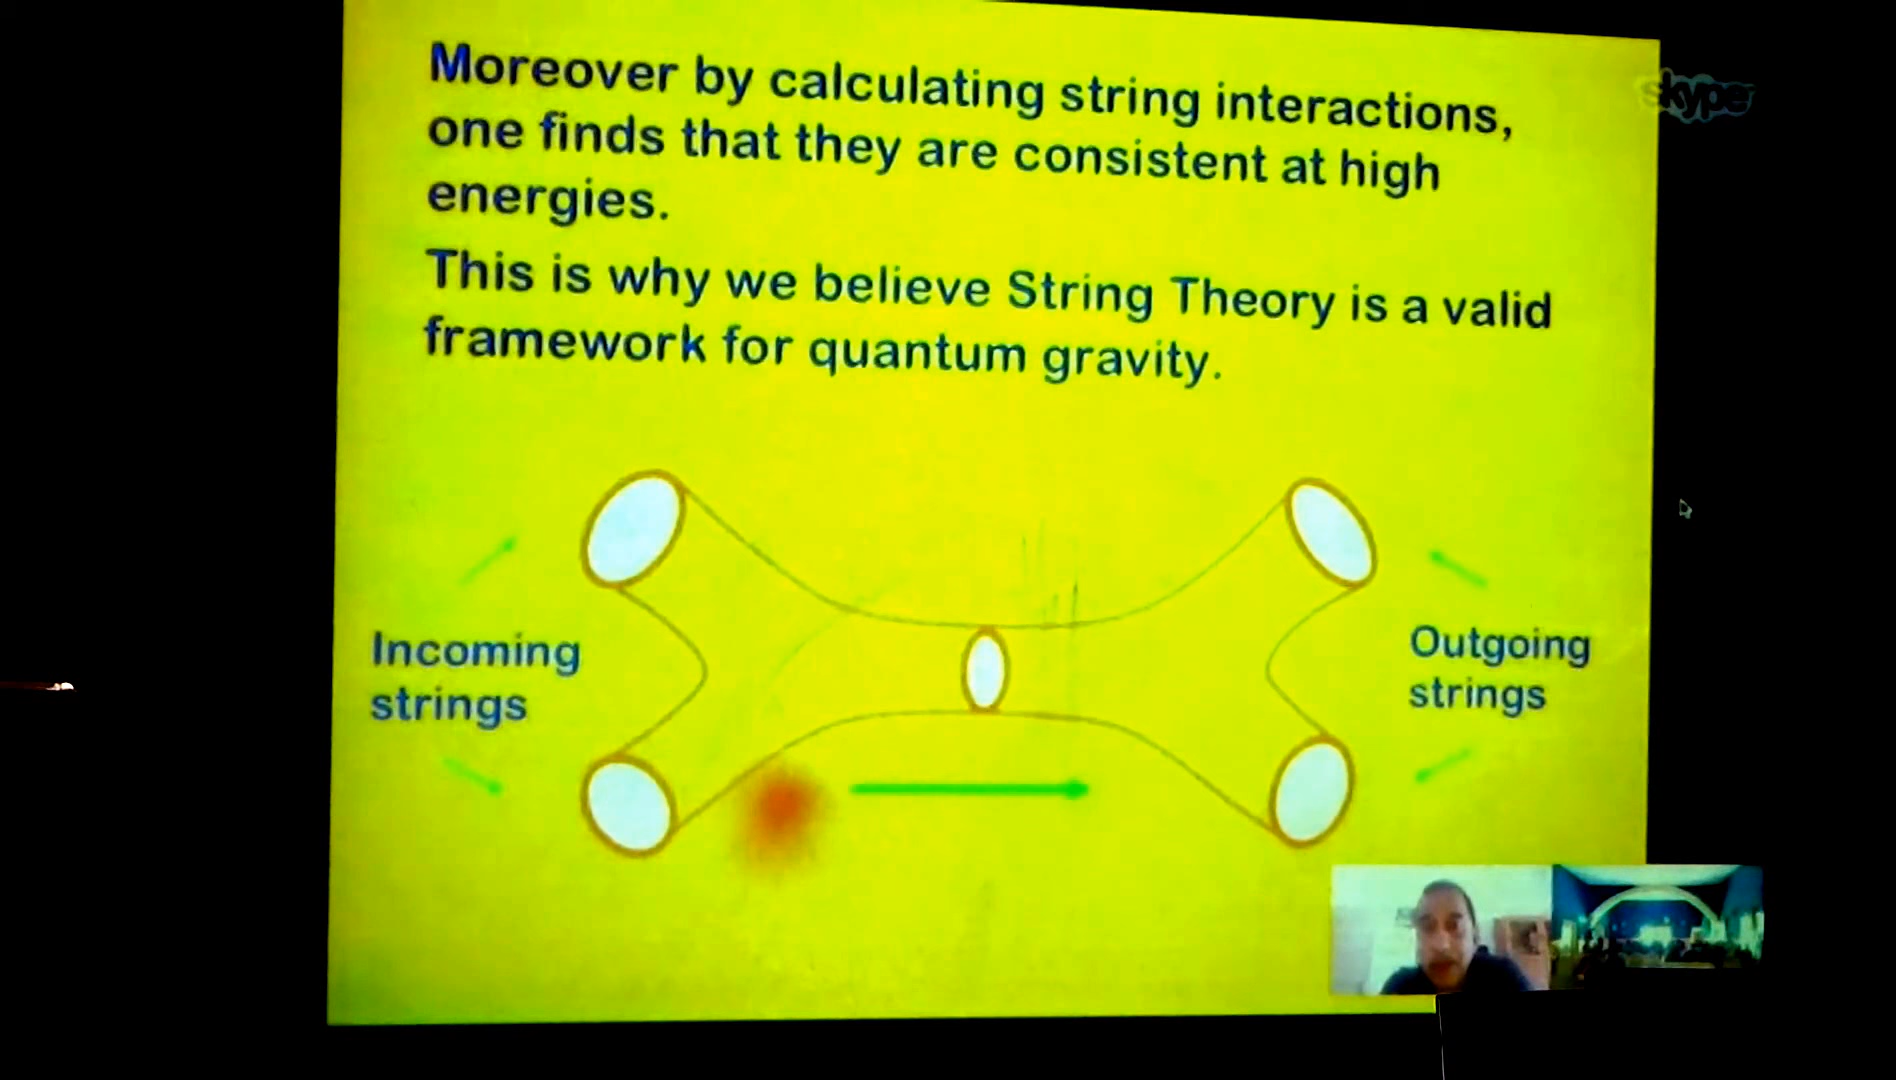 Moreover by calculating string interactions,
one finds that they are consistent at high
energies.
This is why we believe String Theory is a valid
framework for quantum gravity.
Incoming
strings
Outgoing
strings
skype